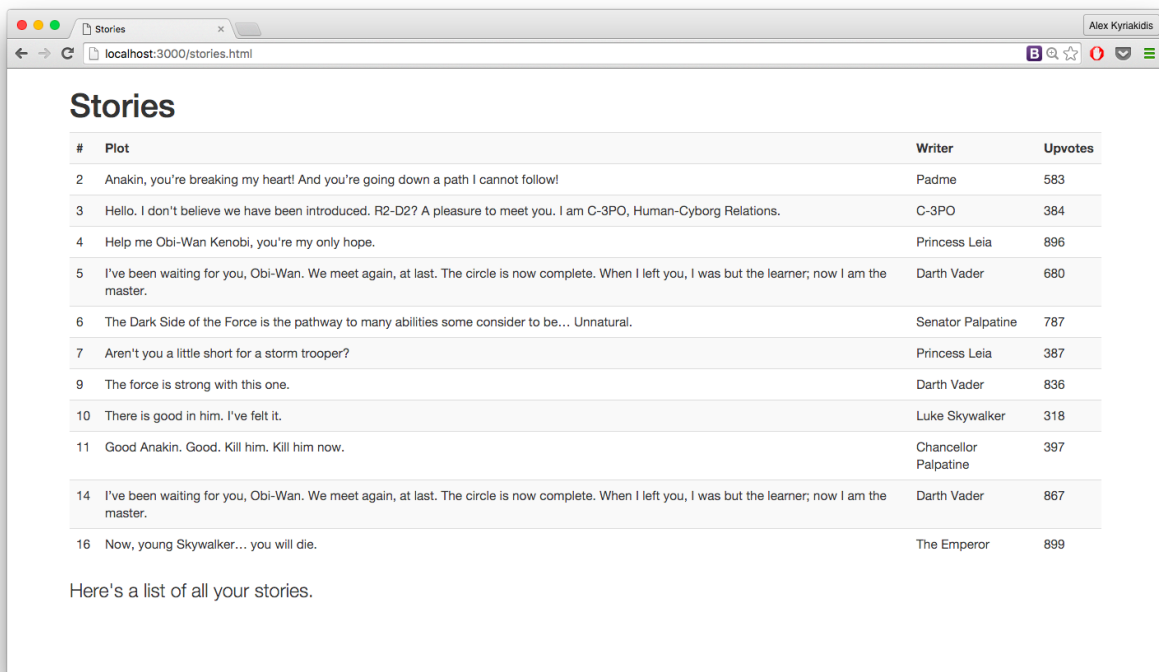 Stories
Alex Kyriakidis
localhost:3000/stories.html
B
Stories
# Plot Writer Upvotes
2 Anakin, you’re breaking my heart! And you’re going down a path I cannot follow! Padme 583
3 Hello. I don't believe we have been introduced. R2-D2? A pleasure to meet you. I am C-3PO, Human-Cyborg Relations. C-3PO 384
4 Help me Obi-Wan Kenobi, you’re my only hope. Princess Leia 896
5 I’ve been waiting for you, Obi-Wan. We meet again, at last. The circle is now complete. When I left you, I was but the learner; now I am the Darth Vader 680
master.
6 The Dark Side of the Force is the pathway to many abilities some consider to be… Unnatural. Senator Palpatine 787
7 Aren't you a little short for a storm trooper? Princess Leia 387
9 The force is strong with this one. Darth Vader 836
10 There is good in him. I've felt it. Luke Skywalker 318
11 Good Anakin. Good. Kill him. Kill him now. Chancellor 397
Palpatine
14 I’ve been waiting for you, Obi-Wan. We meet again, at last. The circle is now complete. When I left you, I was but the learner; now I am the Darth Vader 867
master.
16 Now, young Skywalker… you will die. The Emperor 899
Here's a list of all your stories.